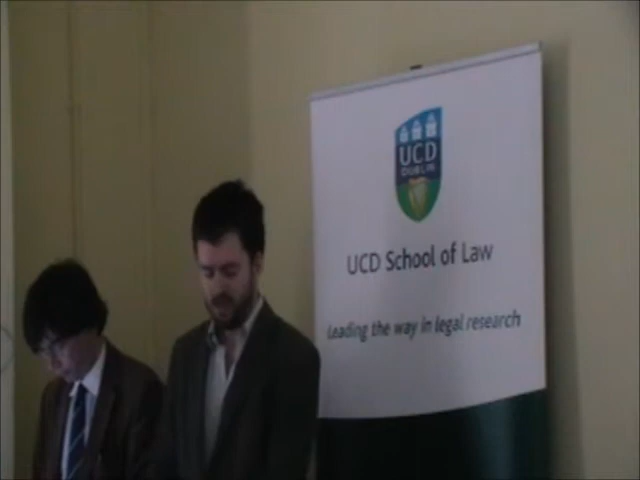 UCD
DUBLIN
UCD School of Law
Leading the way in legal research